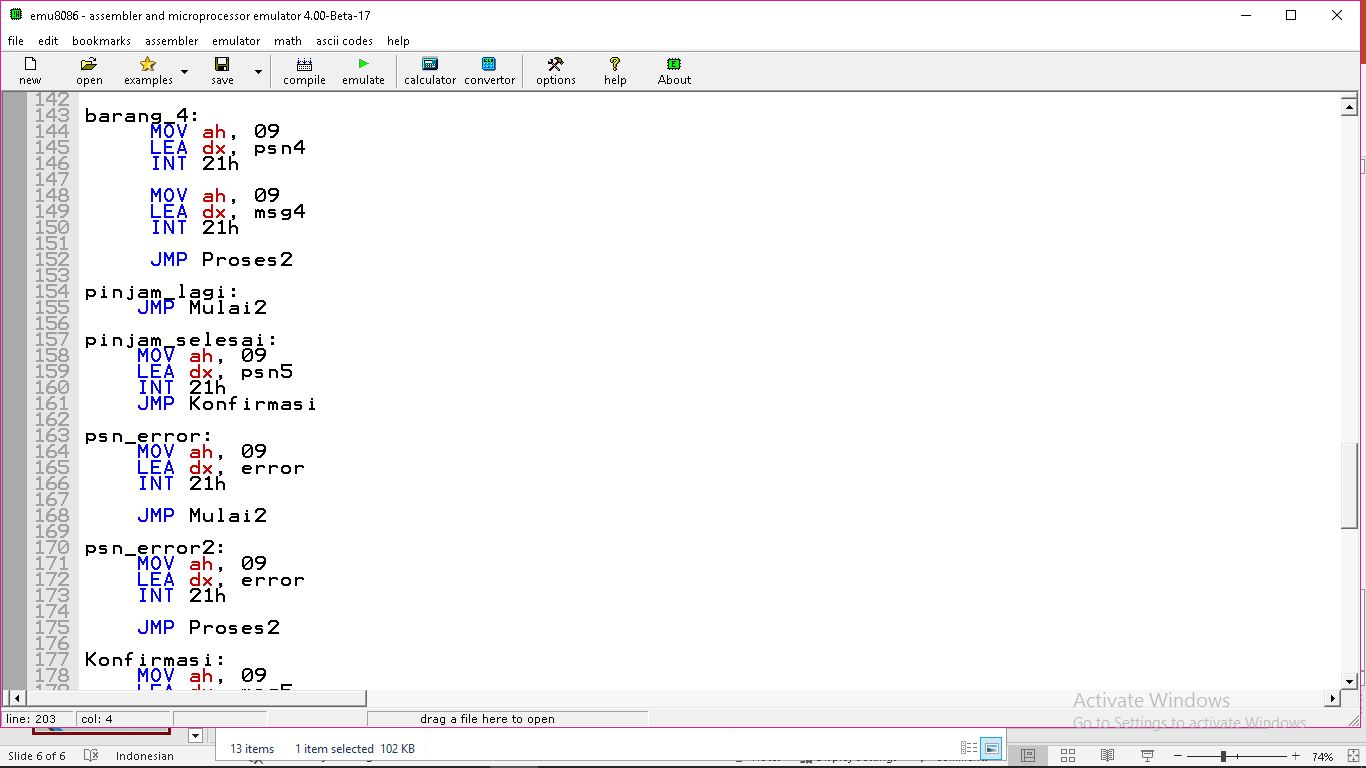 emu8086 - assembler and microprocessor emulator 4.00-Beta-17
file edit bookmarks assembler emulator math ascii codes help
new open examples save compile emulate calculator convertor options help About
142
143 barang_4:
144 MOV ah, 09
145 LEA dx, psn4
146 INT 21h
147
148 MOV ah, 09
149 LEA dx, msg4
150 INT 21h
151
152 JMP Proses2
153
154 pinjam_lagi:
155 JMP Mulai2
156
157 pinjam_selesai:
158 MOV ah, 09
159 LEA dx, psn5
160 INT 21h
161 JMP Konfirmasi
162
163 psn_error:
164 MOV ah, 09
165 LEA dx, error
166 INT 21h
167
168 JMP Mulai2
169
170 psn_error2:
171 MOV ah, 09
172 LEA dx, error
173 INT 21h
174
175 JMP Proses2
176
177 Konfirmasi:
178 MOV ah, 09
179 LEA dx,
Activate Windows
Go to Settings to activate Windows.
line: 203 col: 4 drag a file here to open
13 items 1 item selected 102 KB
Slide 6 of 6 Indonesian 74%